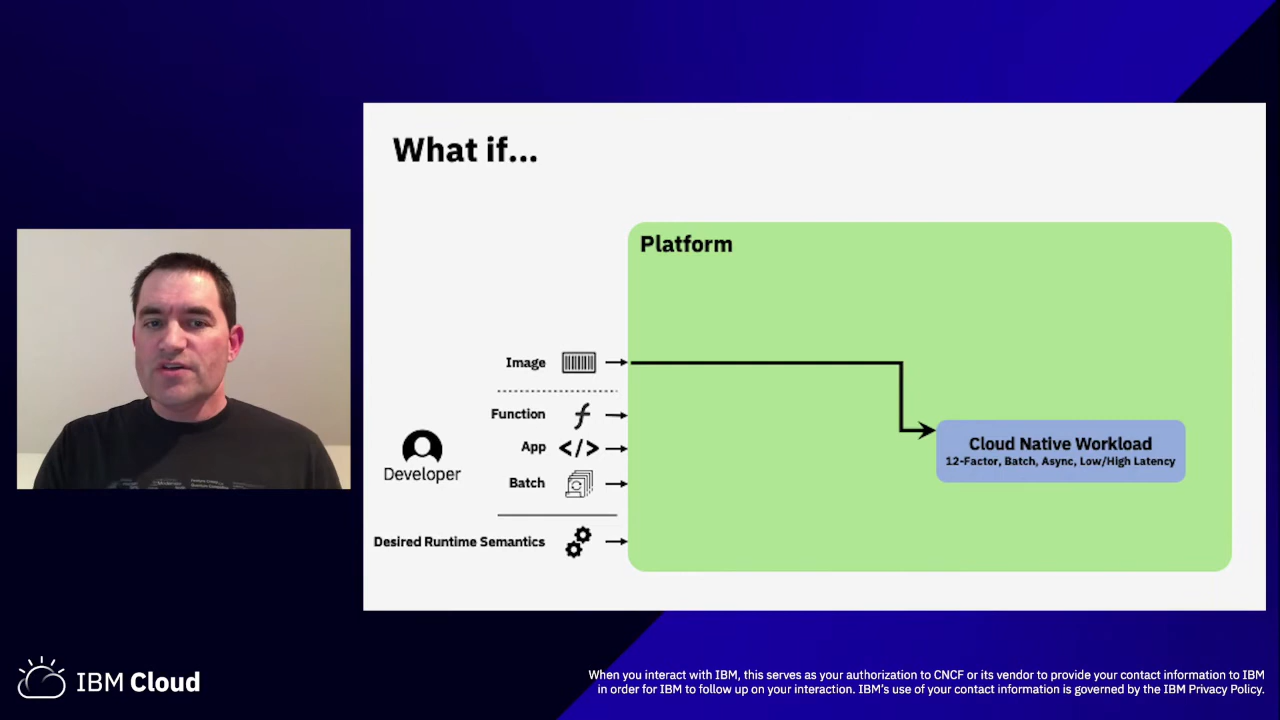 What if...
Platform
Image
Function
App
Batch
Developer
Desired Runtime Semantics
Cloud Native Workload
12-Factor, Batch, Async, Low/High Latency
IBM Cloud
When you interact with IBM, this serves as your authorization to CNCF or its vendor to provide your contact information to IBM
in order for IBM to follow up on your interaction. IBM's use of your contact information is governed by the IBM Privacy Policy.